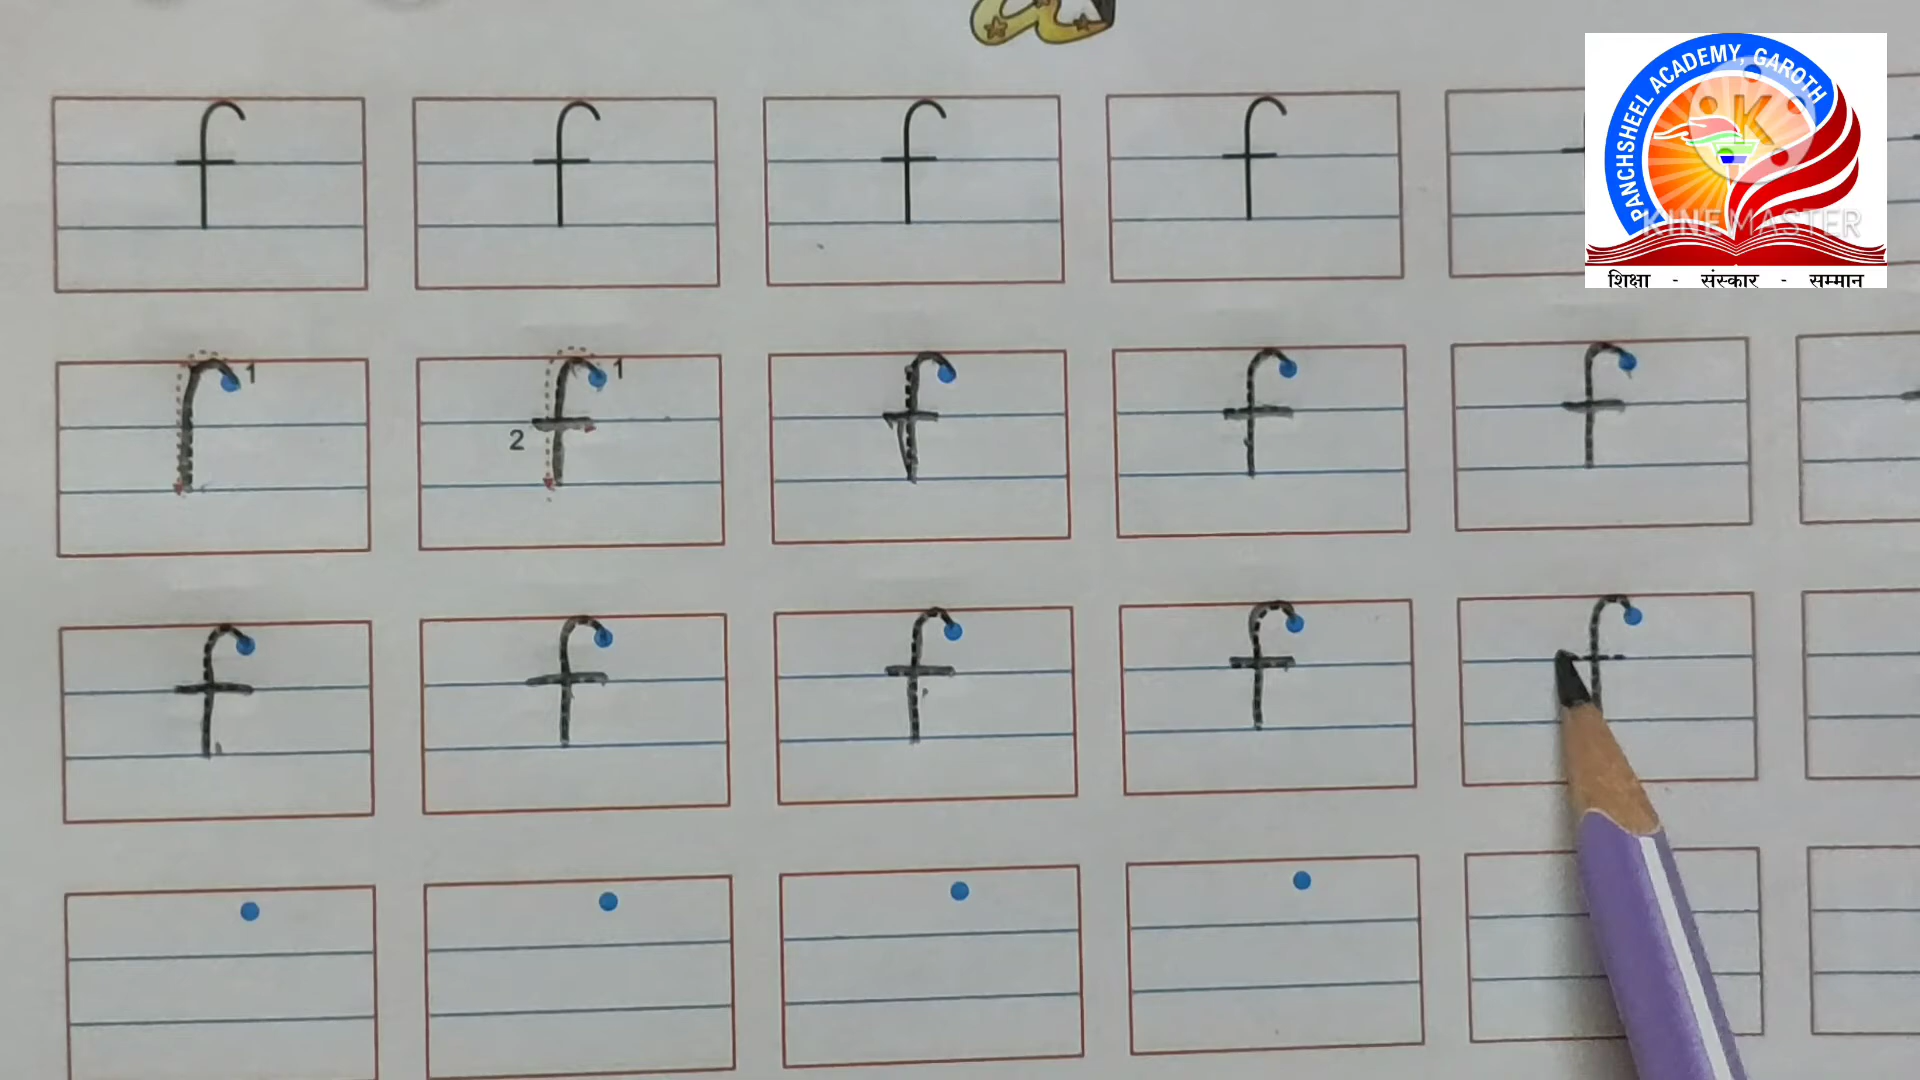 a
PANCHSHEEL ACADEMY, GAROTH
K
KINEMASTER
शिक्षा - संस्कार - सम्मान
f f f f
1 f 1 2 f f f
f f f f f